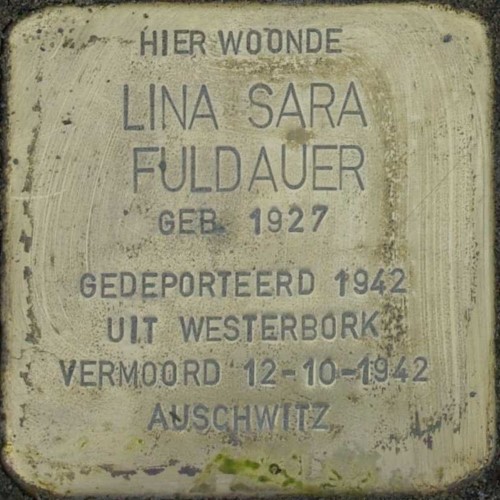 HIER WOONDE
LINA SARA
FULDAUER
GEB. 1927
GEDEPORTEERD 1942
UIT WESTERBORK
VERMOORD 12-10-1942
AUSCHWITZ